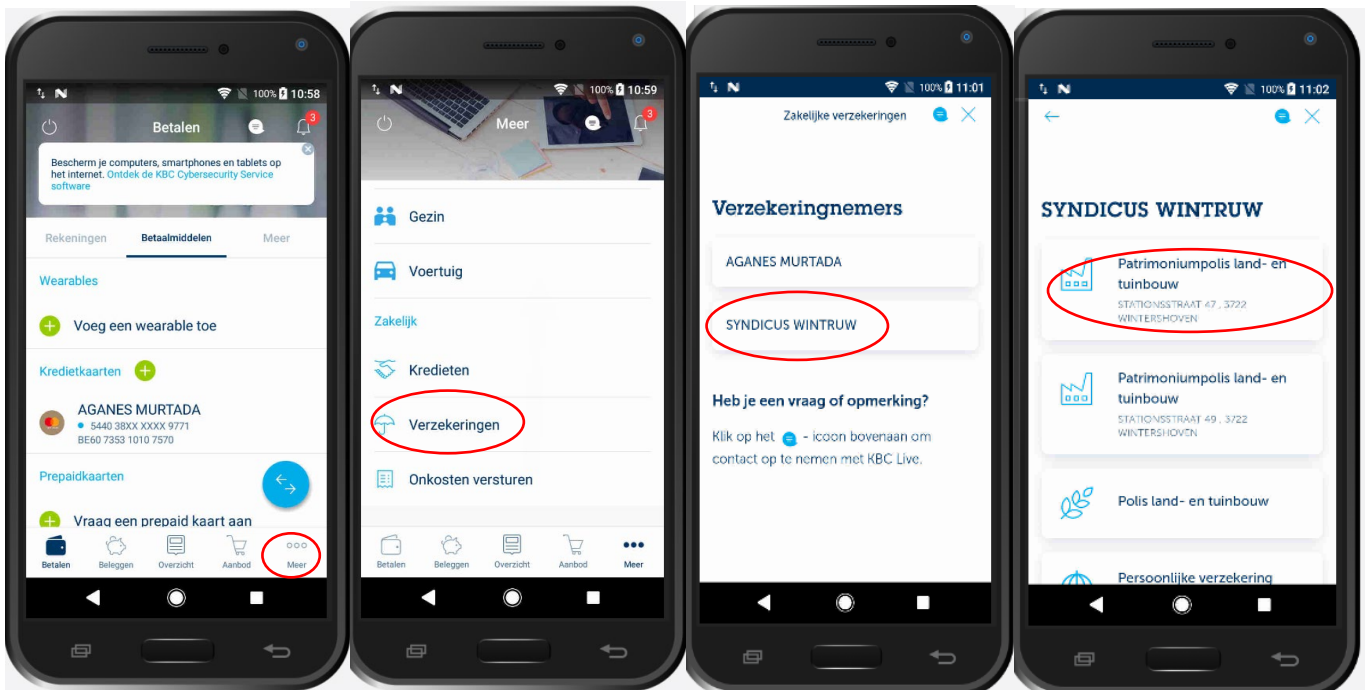 100% 10:58
Betalen
3
Bescherm je computers, smartphones en tablets op
het internet. Ontdek de KBC Cybersecurity Service
software
Rekeningen Betaalmiddelen Meer
Wearables
Voeg een wearable toe
Kredietkaarten
AGANES MURTADA
5440 38XX XXXX 9771
BE60 7353 1010 7570
Prepaidkaarten
Vraag een prepaid kaart aan
Betalen Beleggen Overzicht Aanbod Meer
100% 10:59
Meer
3
Gezin
Voertuig
Zakelijk
Kredieten
Verzekeringen
Onkosten versturen
Betalen Beleggen Overzicht Aanbod Meer
100% 11:01
Zakelijke verzekeringen
Verzekeringnemers
AGANES MURTADA
SYNDICUS WINTRUW
Heb je een vraag of opmerking?
Klik op het - icoon bovenaan om
contact op te nemen met KBC Live.
100% 11:02
SYNDICUS WINTRUW
Patrimoniumpolis land- en
tuinbouw
STATIONSSTRAAT 47 , 3722
WINTERSHOVEN
Patrimoniumpolis land- en
tuinbouw
STATIONSSTRAAT 49 , 3722
WINTERSHOVEN
Polis land- en tuinbouw
Persoonlijke verzekering